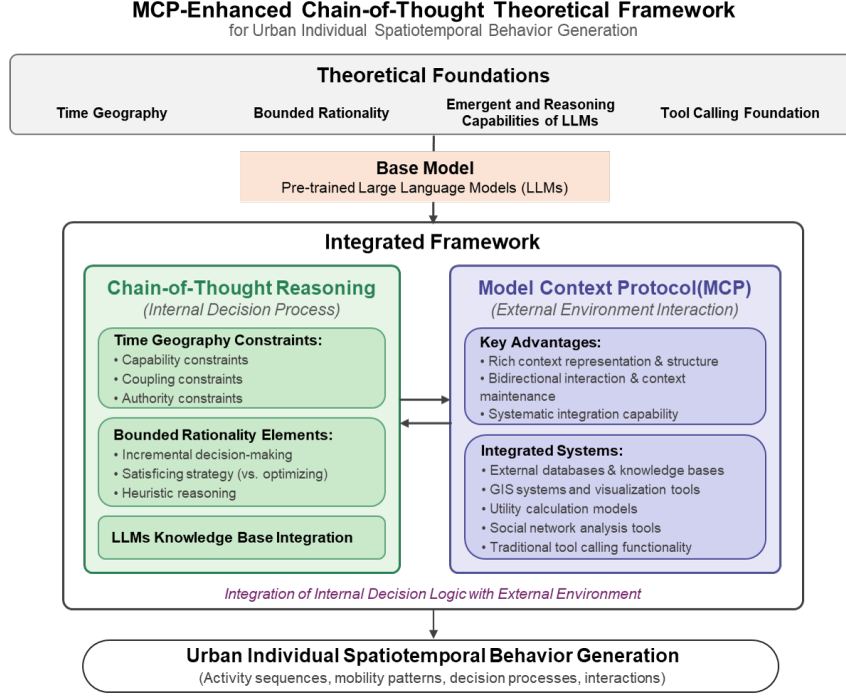 MCP-Enhanced Chain-of-Thought Theoretical Framework
for Urban Individual Spatiotemporal Behavior Generation
Theoretical Foundations
Time Geography
Bounded Rationality
Emergent and Reasoning
Capabilities of LLMs
Tool Calling Foundation
Base Model
Pre-trained Large Language Models (LLMs)
Integrated Framework
Chain-of-Thought Reasoning
(Internal Decision Process)
Time Geography Constraints:
• Capability constraints
• Coupling constraints
• Authority constraints
Bounded Rationality Elements:
• Incremental decision-making
• Satisficing strategy (vs. optimizing)
• Heuristic reasoning
LLMs Knowledge Base Integration
Model Context Protocol(MCP)
(External Environment Interaction)
Key Advantages:
• Rich context representation & structure
• Bidirectional interaction & context
maintenance
• Systematic integration capability
Integrated Systems:
• External databases & knowledge bases
• GIS systems and visualization tools
• Utility calculation models
• Social network analysis tools
• Traditional tool calling functionality
Integration of Internal Decision Logic with External Environment
Urban Individual Spatiotemporal Behavior Generation
(Activity sequences, mobility patterns, decision processes, interactions)